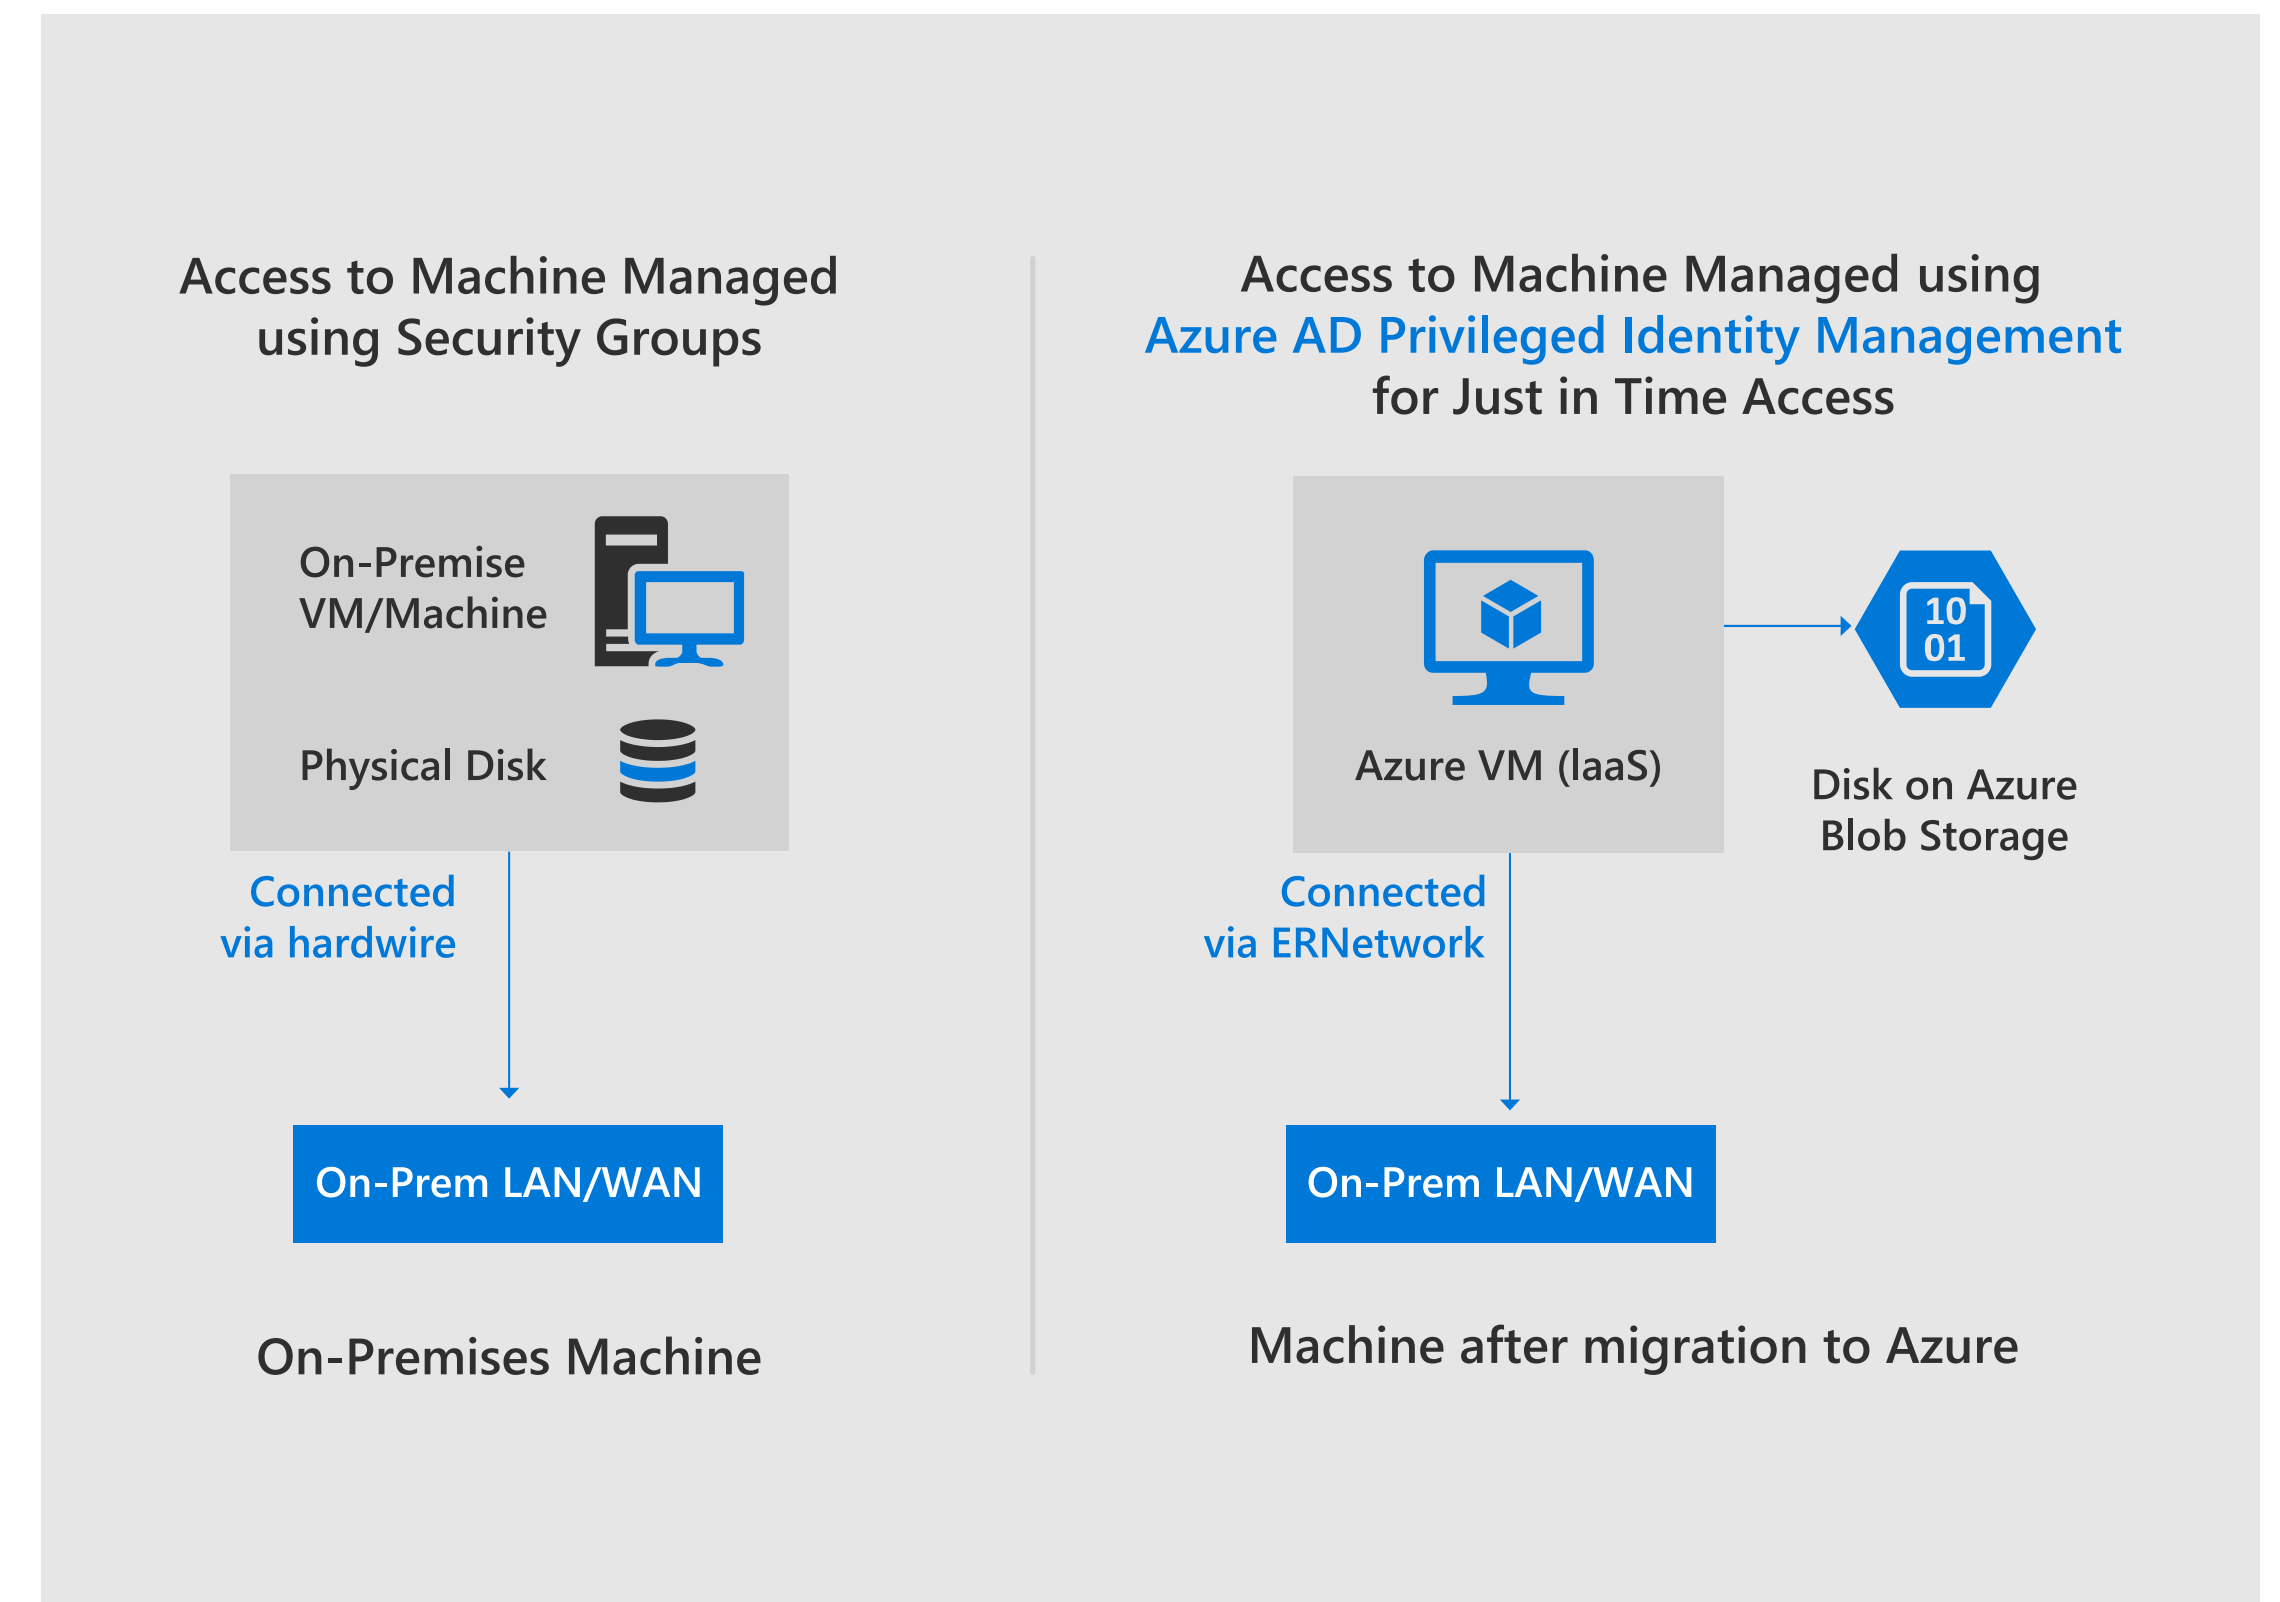 Access to Machine Managed
using Security Groups
On-Premise
VM/Machine
Physical Disk
Connected
via hardwire
On-Prem LAN/WAN
On-Premises Machine
Access to Machine Managed using
Azure AD Privileged Identity Management
for Just in Time Access
Azure VM (IaaS)
10
01
Disk on Azure
Blob Storage
Connected
via ERNetwork
On-Prem LAN/WAN
Machine after migration to Azure